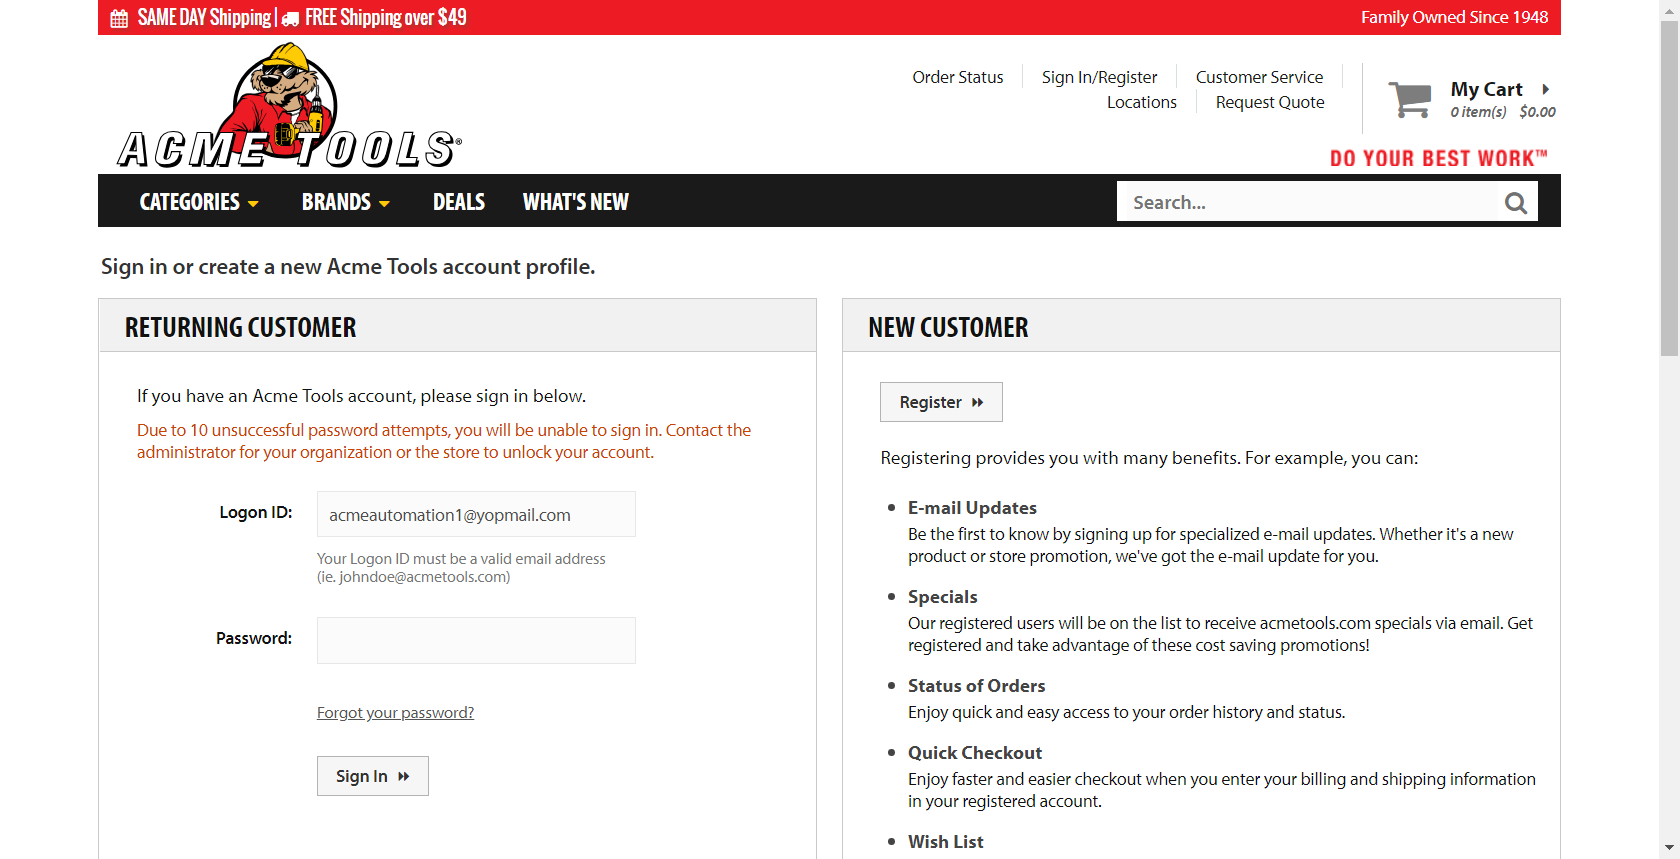 SAME DAY Shipping | FREE Shipping over $49
Family Owned Since 1948
ACME TOOLS®
Order Status
Sign In/Register
Customer Service
Locations
Request Quote
My Cart
0 item(s) $0.00
DO YOUR BEST WORK™
CATEGORIES
BRANDS
DEALS
WHAT'S NEW
Search...
Sign in or create a new Acme Tools account profile.
RETURNING CUSTOMER
If you have an Acme Tools account, please sign in below.
Due to 10 unsuccessful password attempts, you will be unable to sign in. Contact the
administrator for your organization or the store to unlock your account.
Logon ID:
acmeautomation1@yopmail.com
Your Logon ID must be a valid email address
(ie. johndoe@acmetools.com)
Password:
Forgot your password?
Sign In
NEW CUSTOMER
Register
Registering provides you with many benefits. For example, you can:
E-mail Updates
Be the first to know by signing up for specialized e-mail updates. Whether it's a new
product or store promotion, we've got the e-mail update for you.
Specials
Our registered users will be on the list to receive acmetools.com specials via email. Get
registered and take advantage of these cost saving promotions!
Status of Orders
Enjoy quick and easy access to your order history and status.
Quick Checkout
Enjoy faster and easier checkout when you enter your billing and shipping information
in your registered account.
Wish List